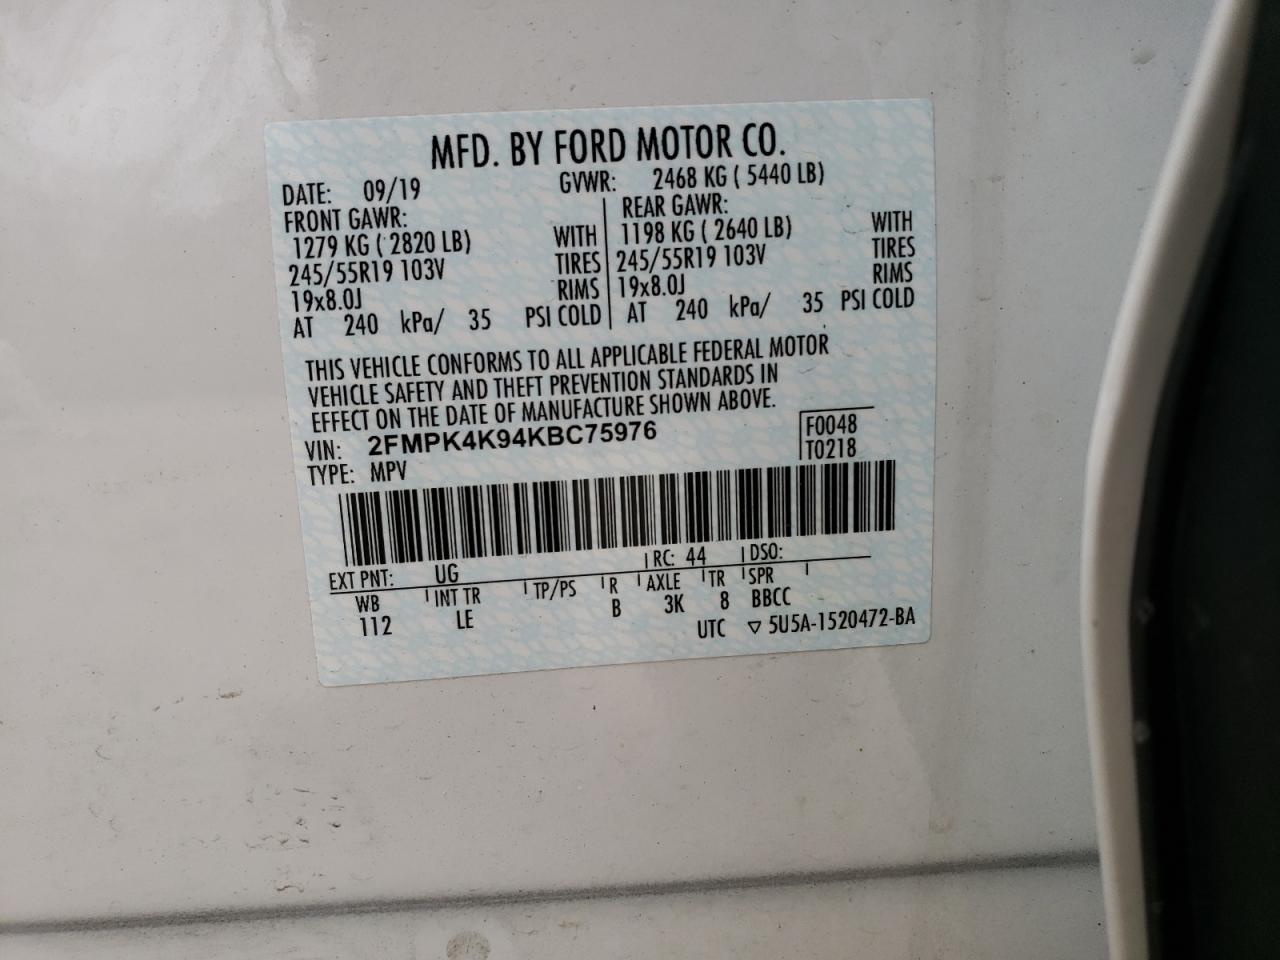 MFD. BY FORD MOTOR CO.
DATE: 09/19 GVWR: 2468 KG ( 5440 LB)
FRONT GAWR: REAR GAWR:
1279 KG ( 2820 LB) WITH 1198 KG ( 2640 LB) WITH
245/55R19 103V TIRES 245/55R19 103V TIRES
19x8.0J RIMS 19x8.0J RIMS
AT 240 kPa/ 35 PSI COLD AT 240 kPa/ 35 PSI COLD
THIS VEHICLE CONFORMS TO ALL APPLICABLE FEDERAL MOTOR
VEHICLE SAFETY AND THEFT PREVENTION STANDARDS IN
EFFECT ON THE DATE OF MANUFACTURE SHOWN ABOVE.
VIN: 2FMPK4K94KBC75976 F0048
TYPE: MPV T0218
EXT PNT: UG RC: 44 DSO:
WB INT TR TP/PS R AXLE TR SPR
112 LE B 3K 8 BBCC
UTC ▽ 5U5A-1520472-BA